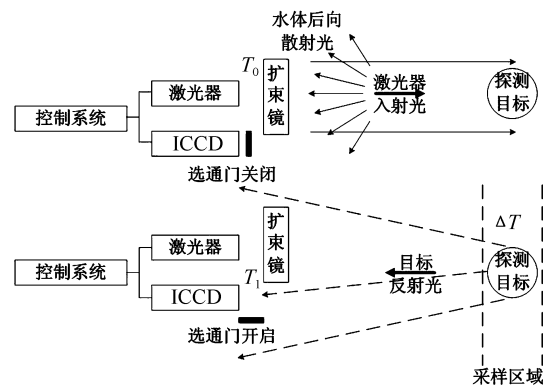 水体后向
散射光
T₀
扩束镜
激光器
激光器
入射光
探测
目标
控制系统
ICCD
选通门关闭
ΔT
扩束镜
激光器
目标
反射光
探测
目标
控制系统
T₁
ICCD
选通门开启
采样区域